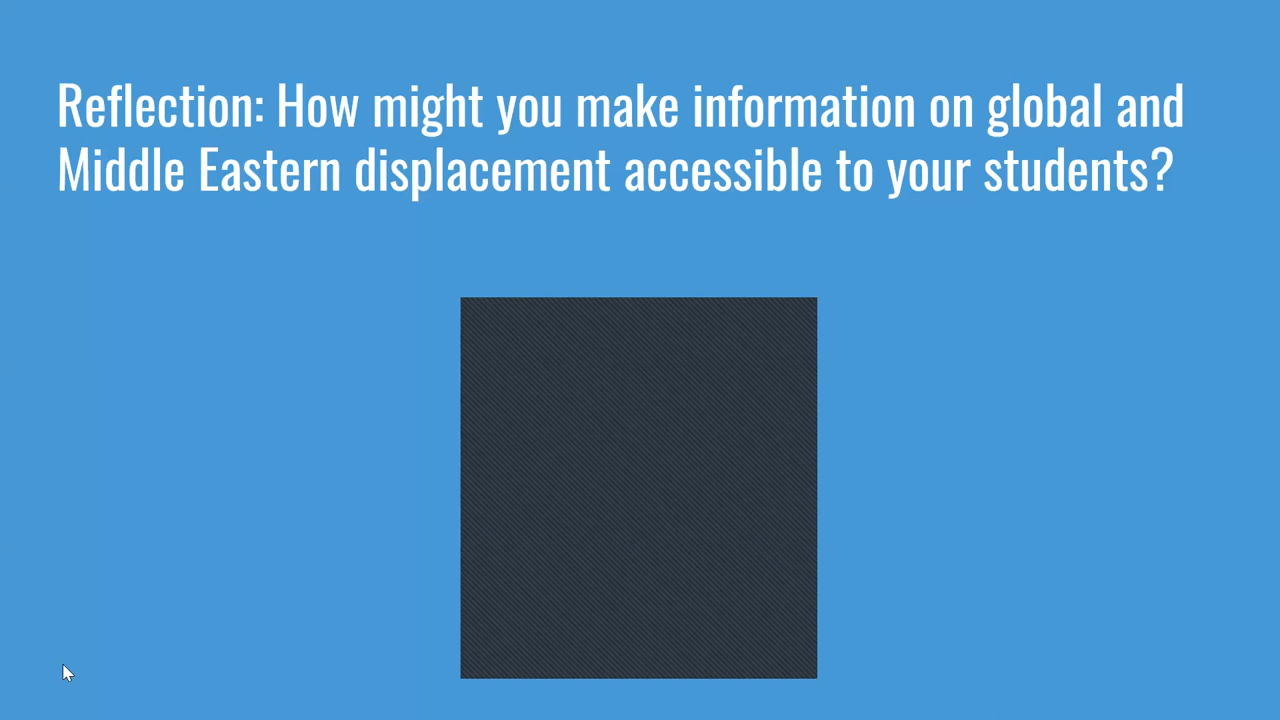 Reflection: How might you make information on global and
Middle Eastern displacement accessible to your students?